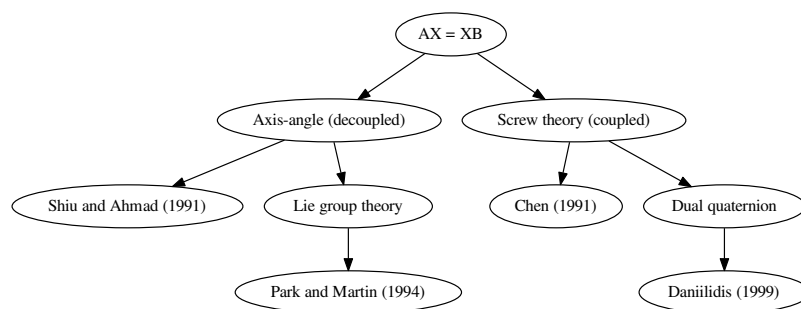 AX = XB
Axis-angle (decoupled)
Screw theory (coupled)
Shiu and Ahmad (1991)
Lie group theory
Chen (1991)
Dual quaternion
Park and Martin (1994)
Daniilidis (1999)